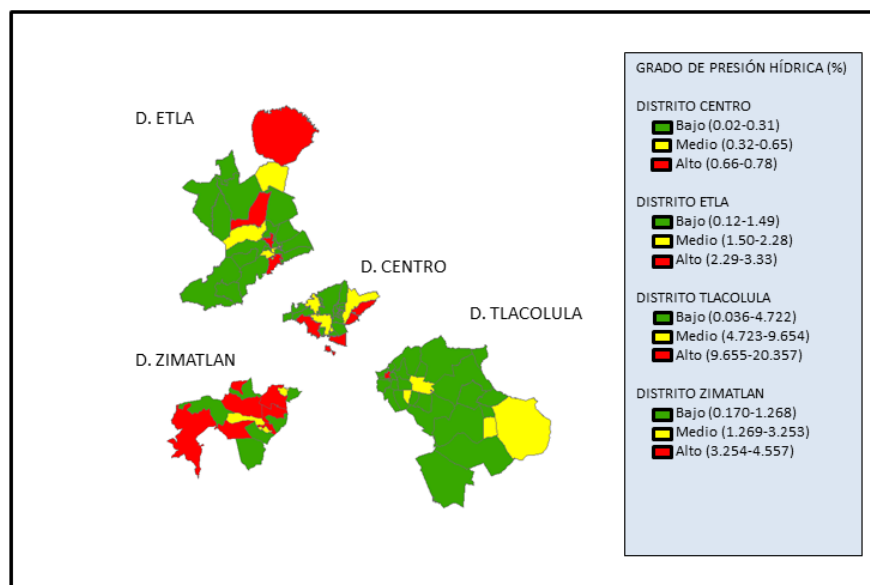 D. ETLA
D. CENTRO
D. TLACOLULA
D. ZIMATLAN
GRADO DE PRESIÓN HÍDRICA (%)
DISTRITO CENTRO
Bajo (0.02-0.31)
Medio (0.32-0.65)
Alto (0.66-0.78)
DISTRITO ETLA
Bajo (0.12-1.49)
Medio (1.50-2.28)
Alto (2.29-3.33)
DISTRITO TLACOLULA
Bajo (0.036-4.722)
Medio (4.723-9.654)
Alto (9.655-20.357)
DISTRITO ZIMATLAN
Bajo (0.170-1.268)
Medio (1.269-3.253)
Alto (3.254-4.557)